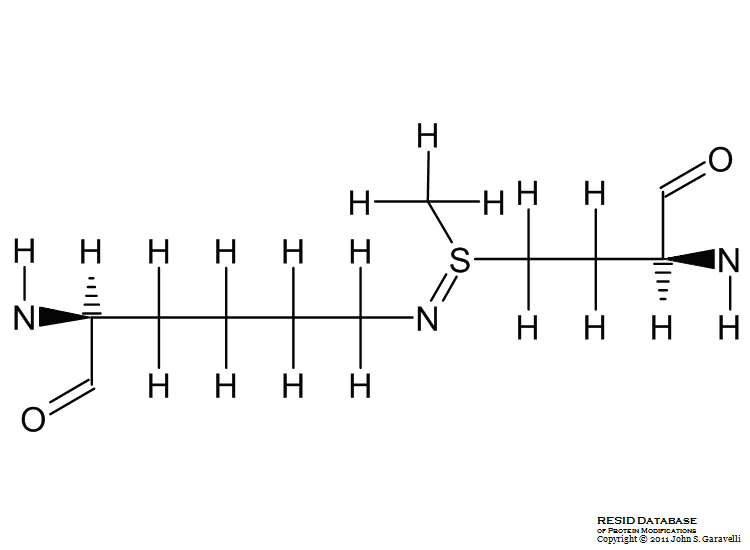 H
O
H H H H
H H H H H H S N
N N H H H H
H H H H
O
RESID DATABASE
OF PROTEIN MODIFICATIONS
Copyright © 2011 John S. Garavelli